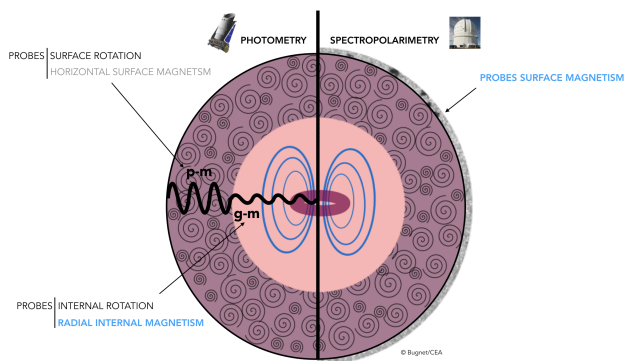 PHOTOMETRY
SPECTROPOLARIMETRY
PROBES
SURFACE ROTATION
HORIZONTAL SURFACE MAGNETSM
PROBES SURFACE MAGNETISM
p-m
g-m
PROBES
INTERNAL ROTATION
RADIAL INTERNAL MAGNETISM
© Bugnet/CEA